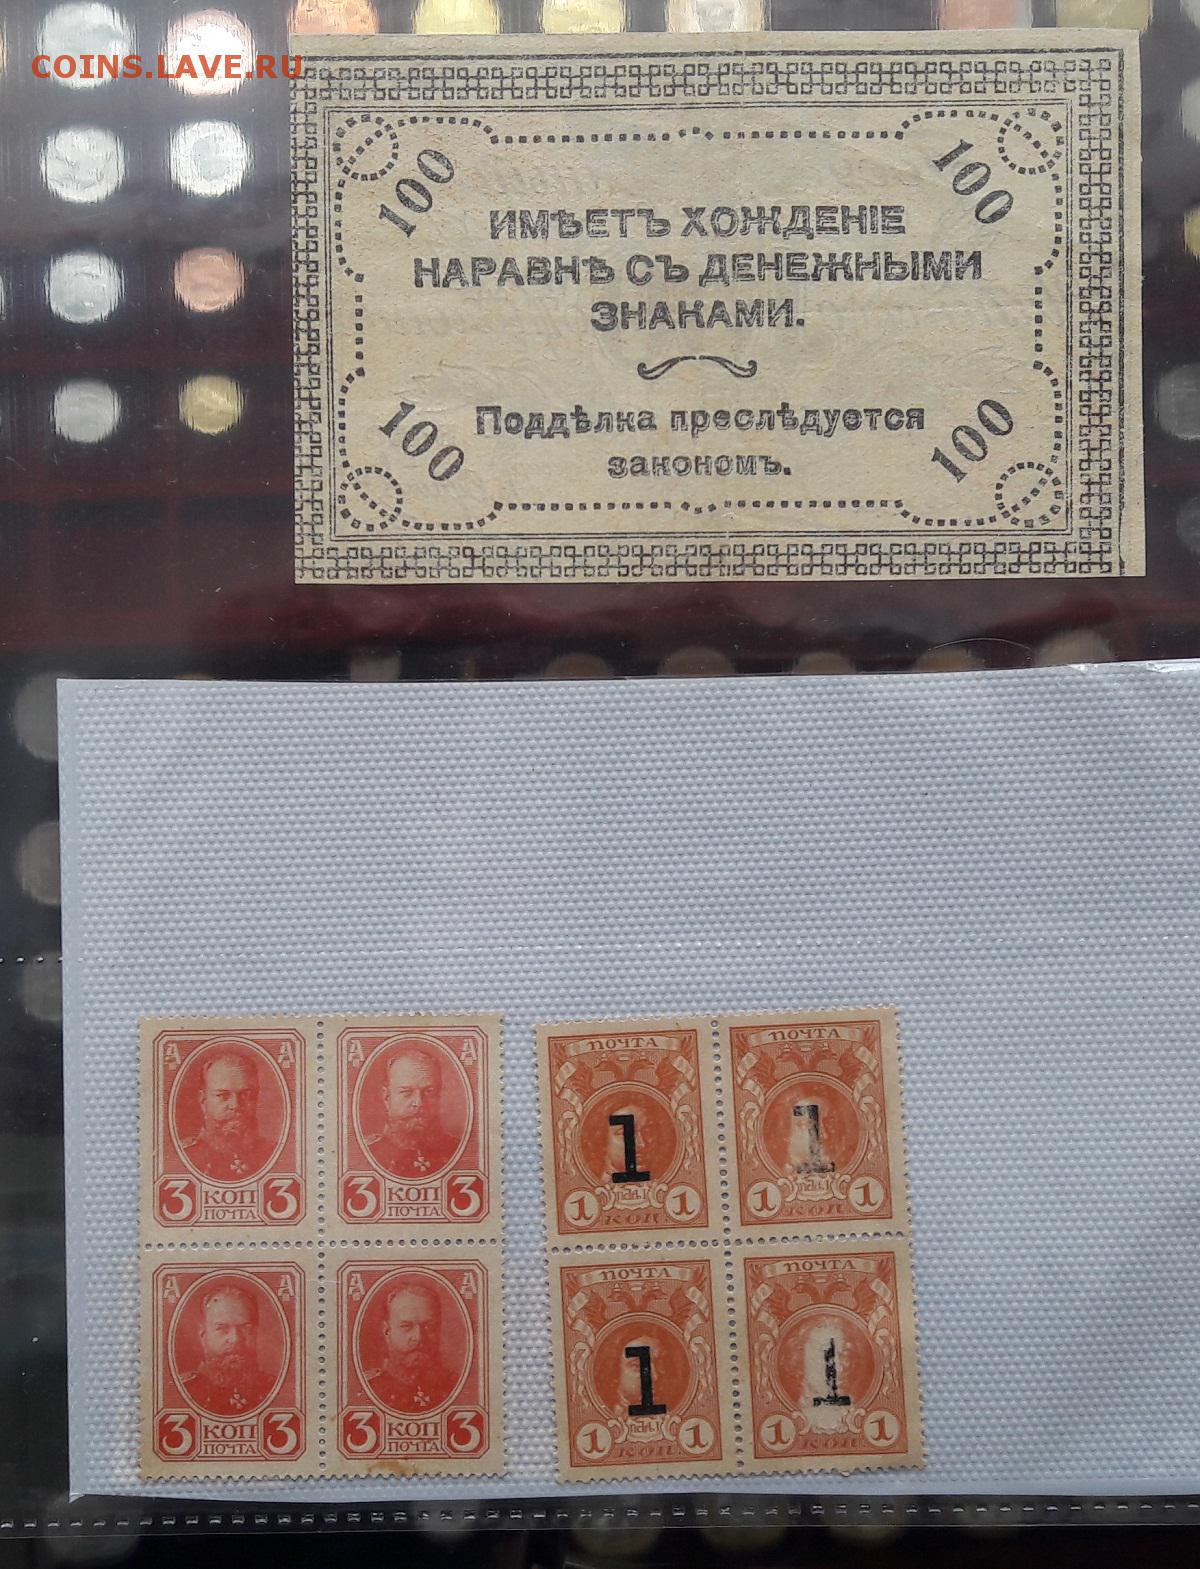 COINS.LAVE.RU
100 100
ИМѢЕТЪ ХОЖДЕНІЕ
НАРАВНѢ СЪ ДЕНЕЖНЫМИ
ЗНАКАМИ.
100 100
Поддѣлка преслѣдуется
закономъ.
3 КОП 3
ПОЧТА
3 КОП 3
ПОЧТА
3 КОП 3
ПОЧТА
3 КОП 3
ПОЧТА
ПОЧТА
1
1 1
КОП.
ПОЧТА
1
1 1
КОП.
ПОЧТА
1
1 1
КОП.
ПОЧТА
1
1 1
КОП.